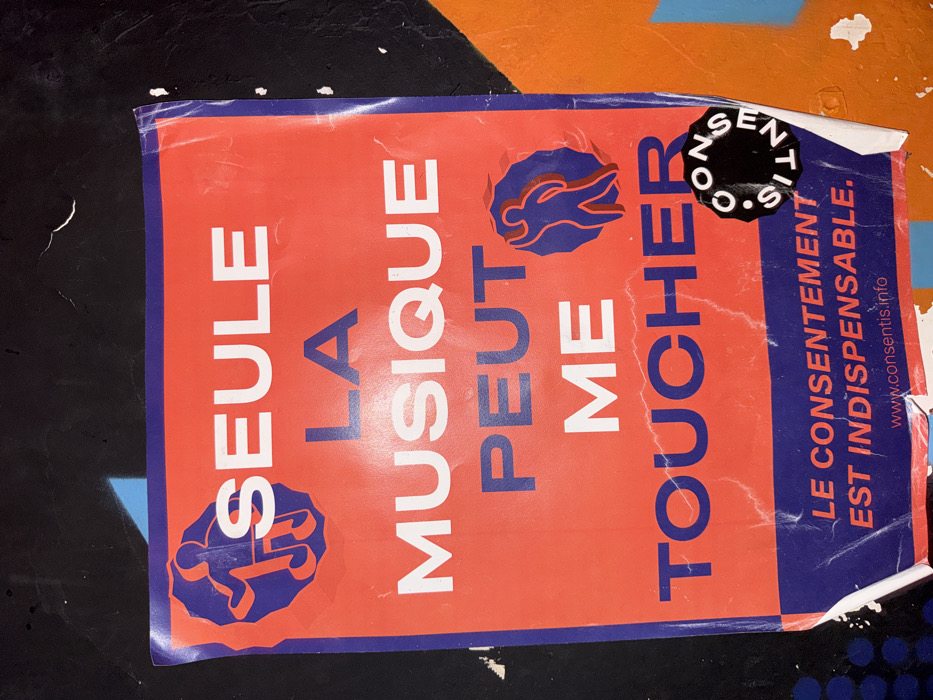 SEULE
LA
MUSIQUE
PEUT
ME
TOUCHER
CONSENTIS.
LE CONSENTEMENT
EST INDISPENSABLE.
www.consentis.info